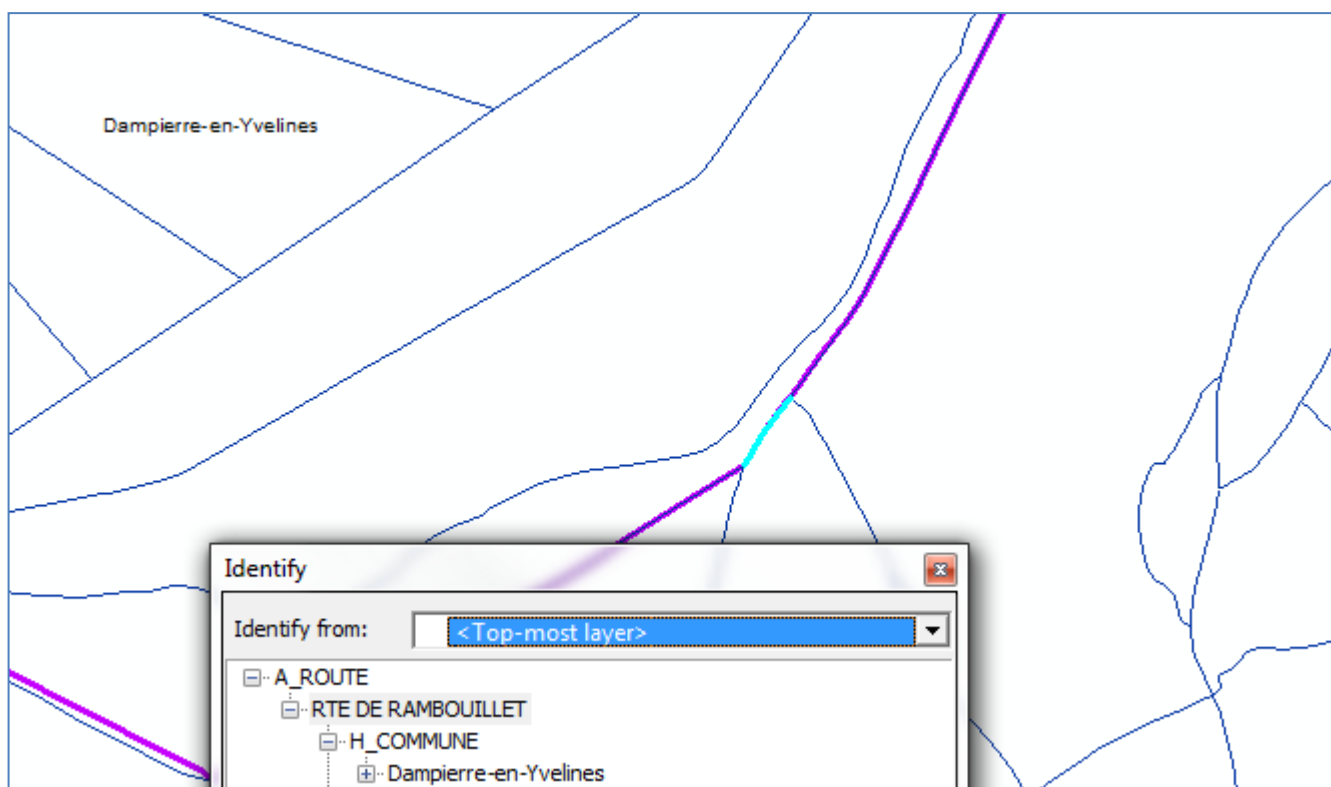 Dampierre-en-Yvelines
Identify
Identify from:
<Top-most layer>
A_ROUTE
RTE DE RAMBOUILLET
H_COMMUNE
Dampierre-en-Yvelines